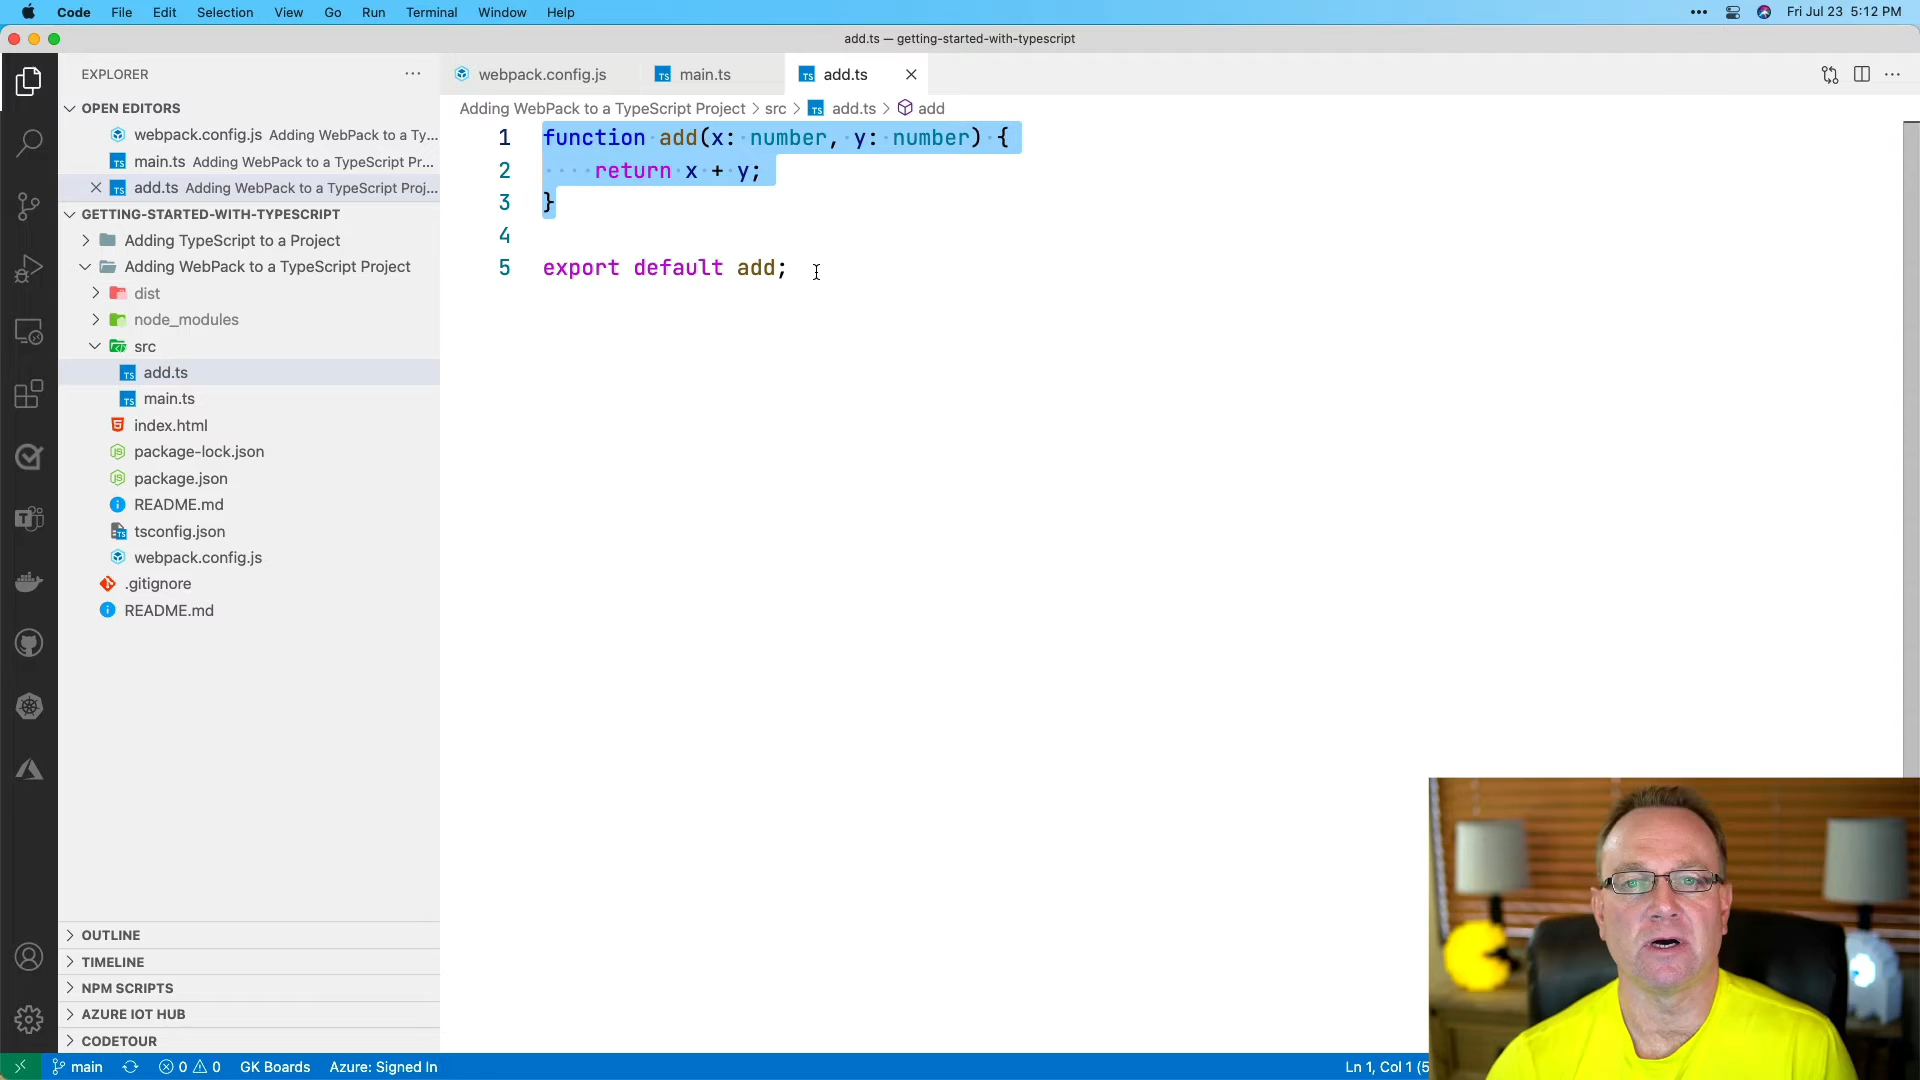 Code File Edit Selection View Go Run Terminal Window Help
Fri Jul 23 5:12 PM
add.ts — getting-started-with-typescript
EXPLORER
webpack.config.js
main.ts
add.ts
OPEN EDITORS
webpack.config.js Adding WebPack to a Ty...
main.ts Adding WebPack to a TypeScript Pr...
add.ts Adding WebPack to a TypeScript Proj...
GETTING-STARTED-WITH-TYPESCRIPT
Adding TypeScript to a Project
Adding WebPack to a TypeScript Project
dist
node_modules
src
add.ts
main.ts
index.html
package-lock.json
package.json
README.md
tsconfig.json
webpack.config.js
.gitignore
README.md
OUTLINE
TIMELINE
NPM SCRIPTS
AZURE IOT HUB
CODETOUR
Adding WebPack to a TypeScript Project > src > add.ts > add
1 function add(x: number, y: number) {
2     return x + y;
3 }
4
5 export default add;
main 0 0 GK Boards Azure: Signed In
Ln 1, Col 1 (5